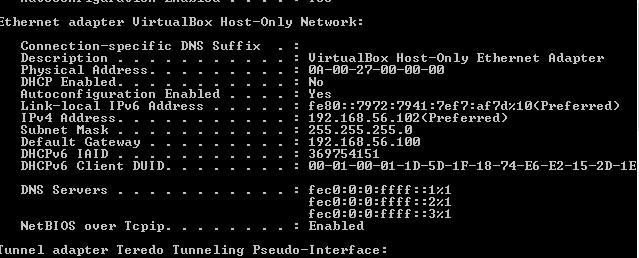 Ethernet adapter VirtualBox Host-Only Network:
Connection-specific DNS Suffix . :
Description . . . . . . . . . . . : VirtualBox Host-Only Ethernet Adapter
Physical Address. . . . . . . . . : 0A-00-27-00-00-00
DHCP Enabled. . . . . . . . . . . : No
Autoconfiguration Enabled . . . . : Yes
Link-local IPv6 Address . . . . . : fe80::7972:7941:7ef7:af7d%10(Preferred)
IPv4 Address. . . . . . . . . . . : 192.168.56.102(Preferred)
Subnet Mask . . . . . . . . . . . : 255.255.255.0
Default Gateway . . . . . . . . . : 192.168.56.100
DHCPv6 IAID . . . . . . . . . . . : 369754151
DHCPv6 Client DUID. . . . . . . . : 00-01-00-01-1D-5D-1F-18-74-E6-E2-15-2D-1E
DNS Servers . . . . . . . . . . . : fec0:0:0:ffff::1%1
fec0:0:0:ffff::2%1
fec0:0:0:ffff::3%1
NetBIOS over Tcpip. . . . . . . . : Enabled
Tunnel adapter Teredo Tunneling Pseudo-Interface: